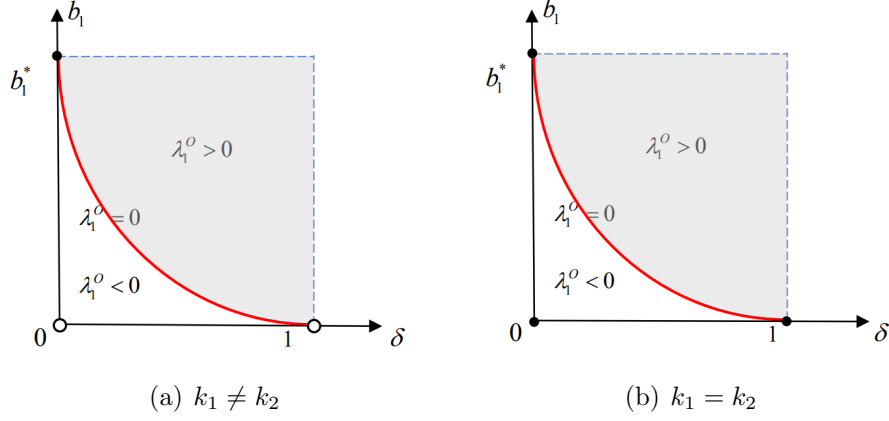 b₁
b₁*
λ₁ᴼ > 0
λ₁ᴼ = 0
λ₁ᴼ < 0
0
1
δ
(a) k₁ ≠ k₂
b₁
b₁*
λ₁ᴼ > 0
λ₁ᴼ = 0
λ₁ᴼ < 0
0
1
δ
(b) k₁ = k₂